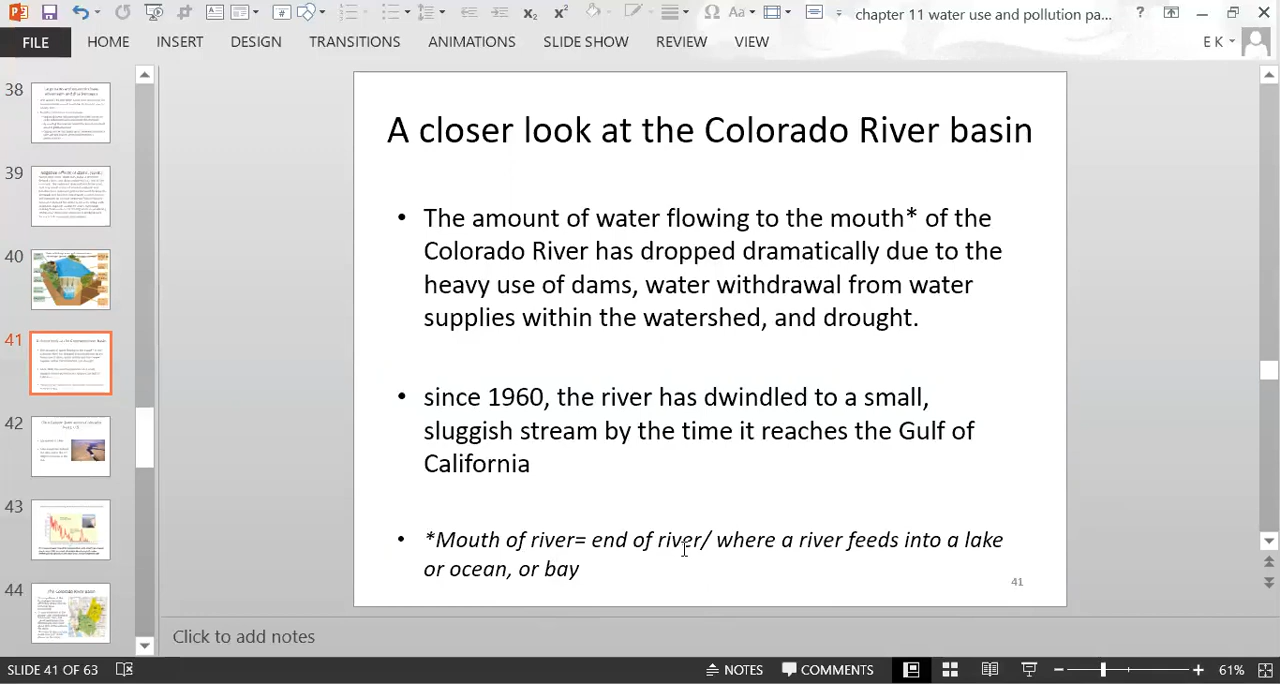 chapter 11 water use and pollution pa...
FILE HOME INSERT DESIGN TRANSITIONS ANIMATIONS SLIDE SHOW REVIEW VIEW E K
38
39
40
41
42
43
44
The Colorado River basin
A closer look at the Colorado River basin
• The amount of water flowing to the mouth* of the
Colorado River has dropped dramatically due to the
heavy use of dams, water withdrawal from water
supplies within the watershed, and drought.
• since 1960, the river has dwindled to a small,
sluggish stream by the time it reaches the Gulf of
California
• *Mouth of river= end of river/ where a river feeds into a lake
or ocean, or bay
41
Click to add notes
SLIDE 41 OF 63 NOTES COMMENTS 61%